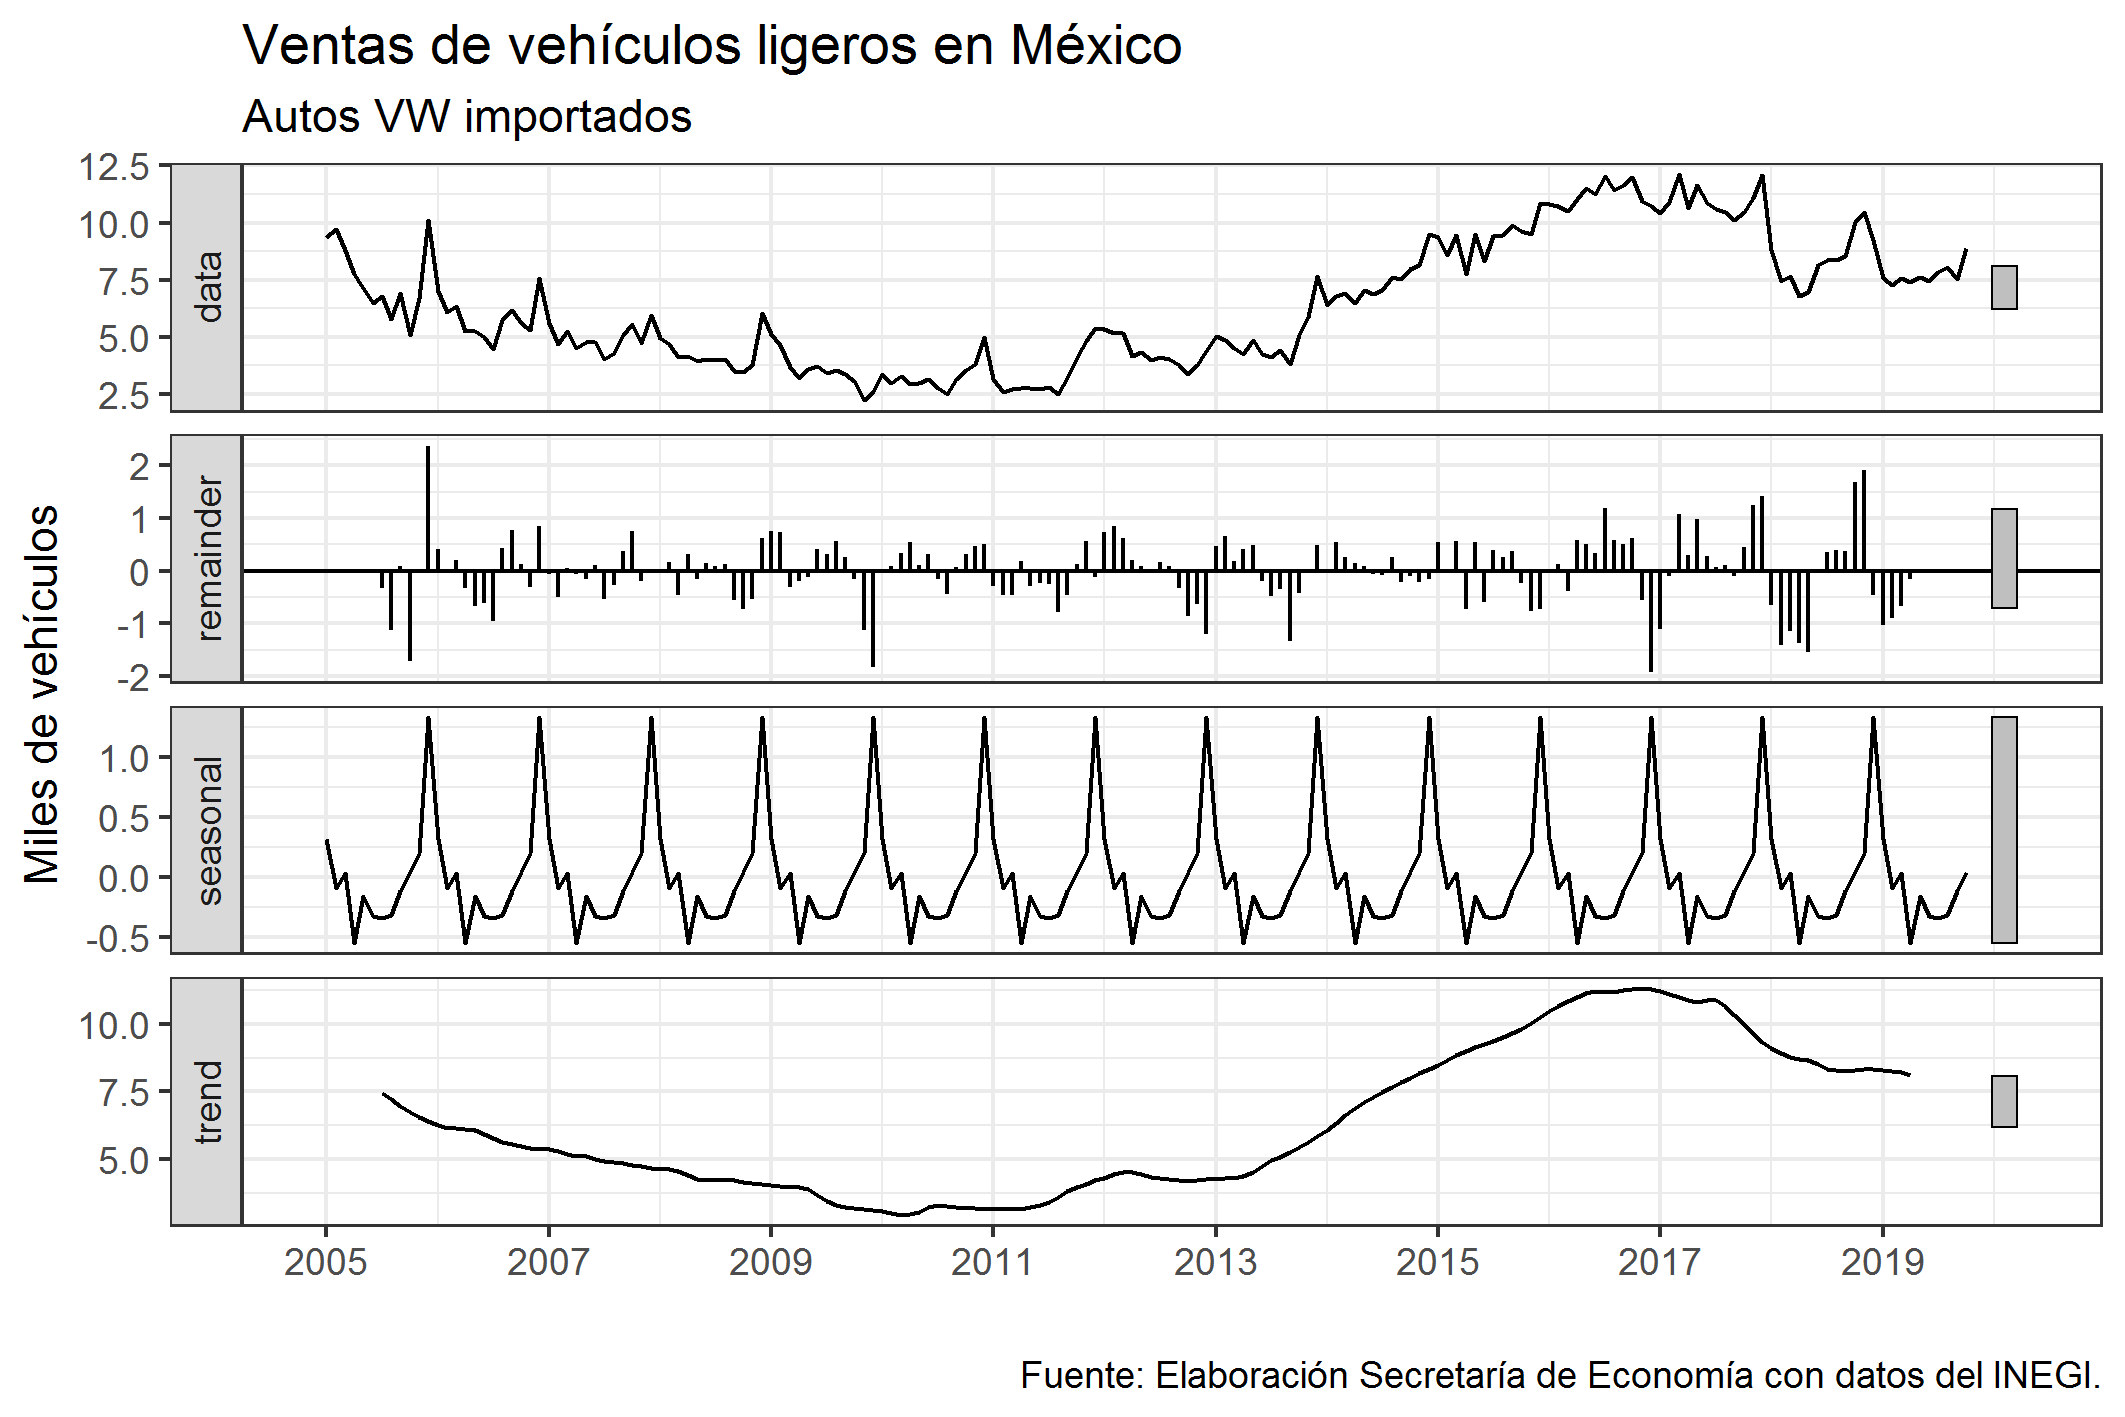 Ventas de vehículos ligeros en México
Autos VW importados
Miles de vehículos
data
12.5
10.0
7.5
5.0
2.5
remainder
2
1
0
-1
-2
seasonal
1.0
0.5
0.0
-0.5
trend
10.0
7.5
5.0
2005 2007 2009 2011 2013 2015 2017 2019
Fuente: Elaboración Secretaría de Economía con datos del INEGI.